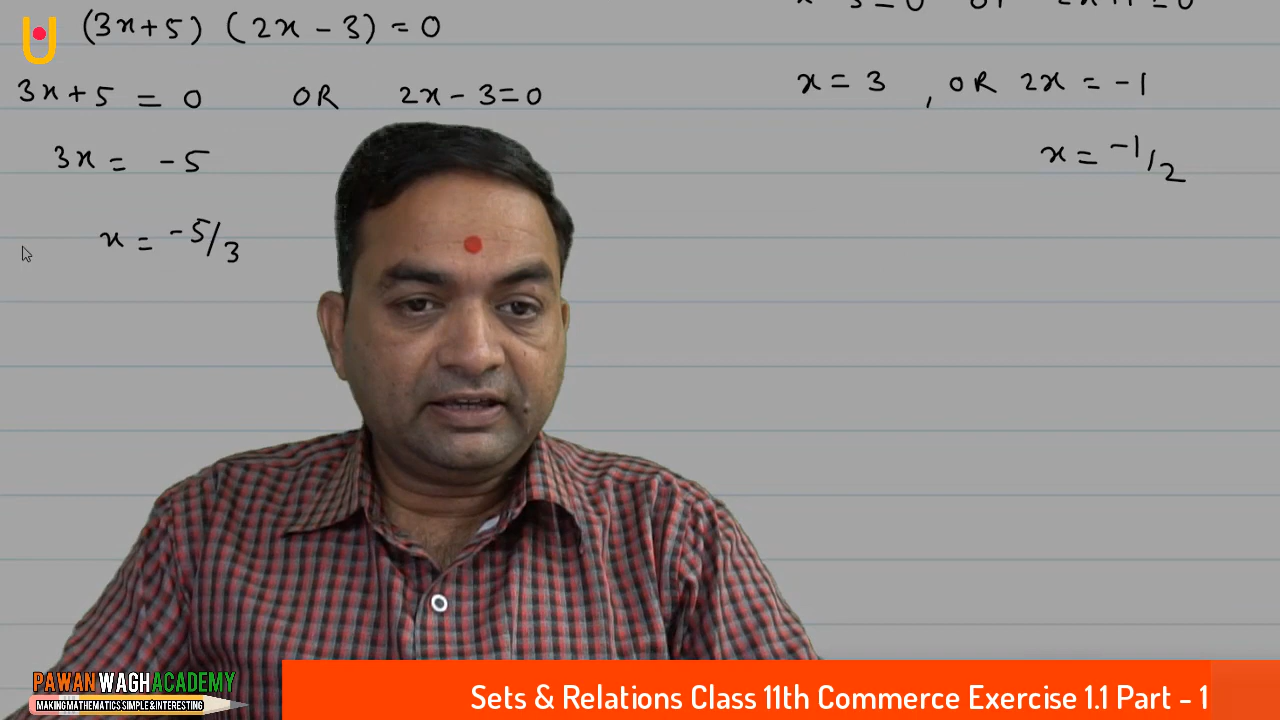 (3x+5) (2x - 3) = 0
3x + 5 = 0 OR 2x - 3 = 0
3x = -5
x = -5/3
x = 3 , OR 2x = -1
x = -1/2
PAWAN WAGH ACADEMY
MAKING MATHEMATICS SIMPLE & INTERESTING
Sets & Relations Class 11th Commerce Exercise 1.1 Part - 1